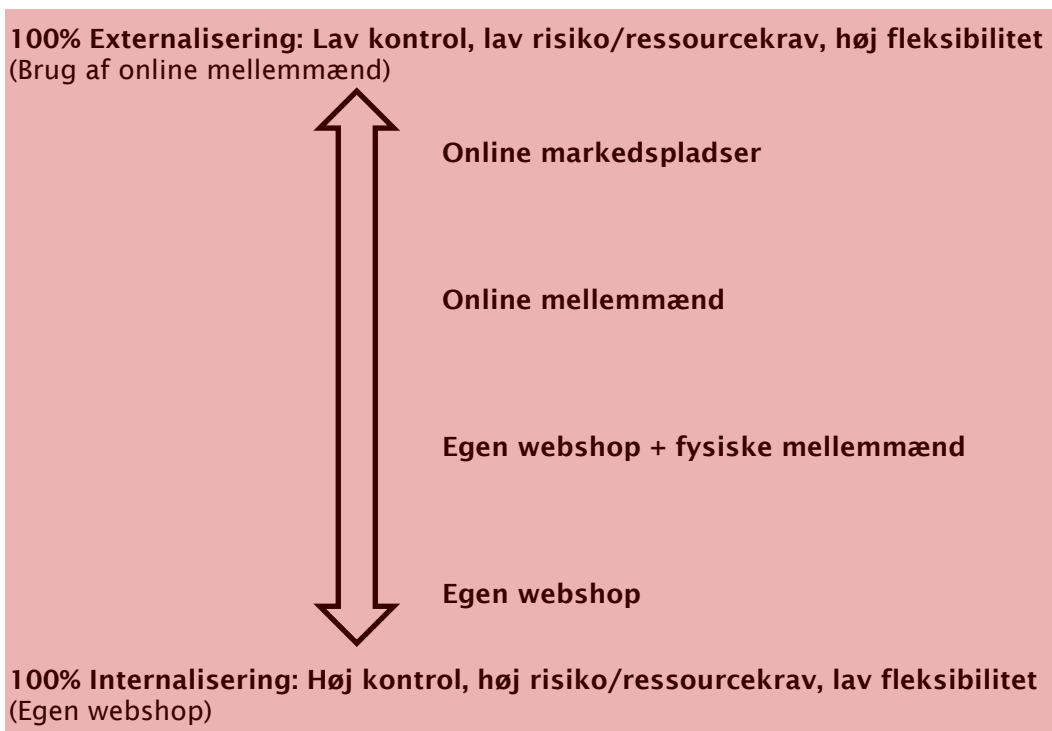 100% Externalisering: Lav kontrol, lav risiko/ressourcekrav, høj fleksibilitet
(Brug af online mellemmænd)
Online markedspladser
Online mellemmænd
Egen webshop + fysiske mellemmænd
Egen webshop
100% Internalisering: Høj kontrol, høj risiko/ressourcekrav, lav fleksibilitet
(Egen webshop)